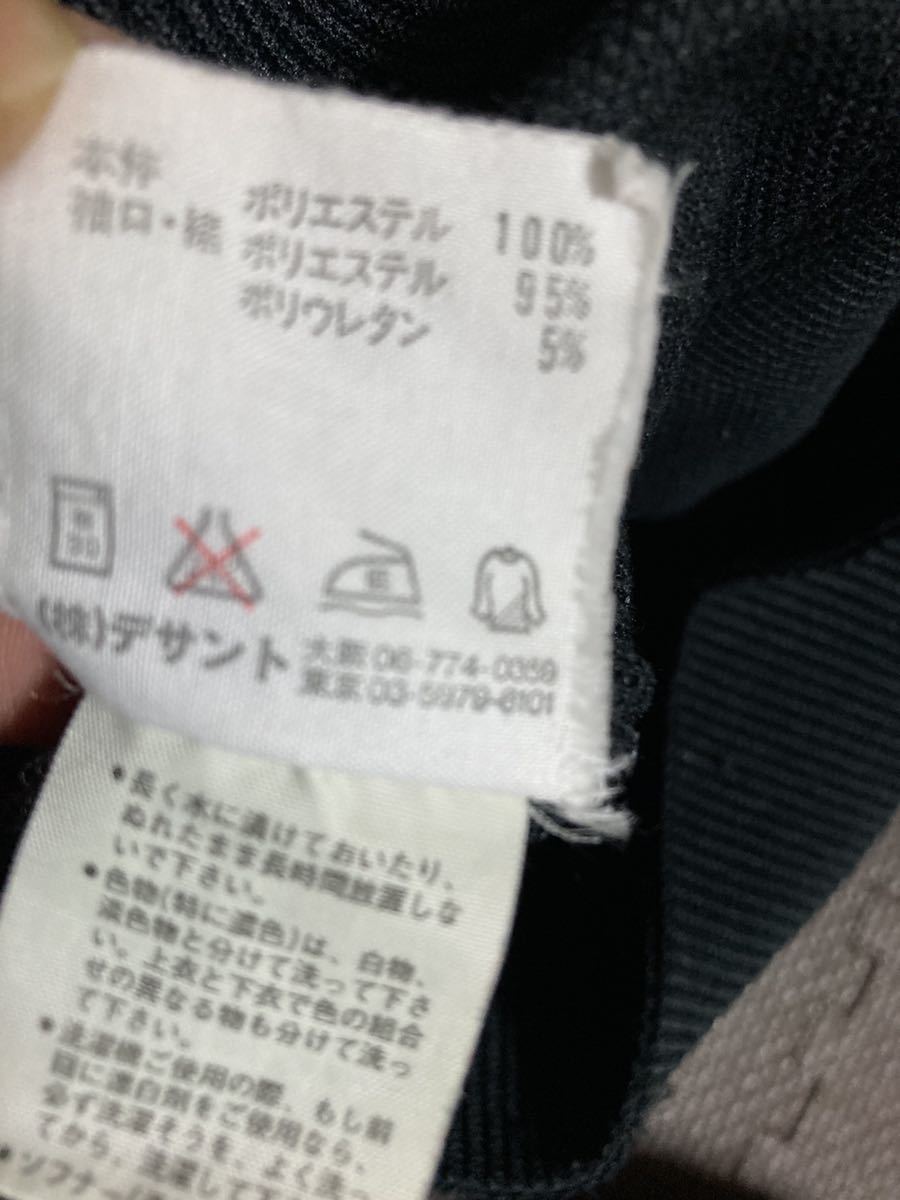 本体 ポリエステル 100%
袖口・裾 ポリエステル 95%
ポリウレタン 5%
(株)デサント 大阪 06-774-0359
東京 03-5979-6101
•長く水に漬けておいたり、
ぬれたまま長時間放置しな
いで下さい。
•色物(特に濃色)は、白物、
淡色物と分けて洗って下さ
い。上衣と下衣で色の組合
せの異なる物も分けて洗っ
て下さい。
•洗濯機ご使用の際、もし前
回に漂白剤をご使用なら、
必ず洗濯そうを、よく洗っ
てから、洗濯して
•ソフナー